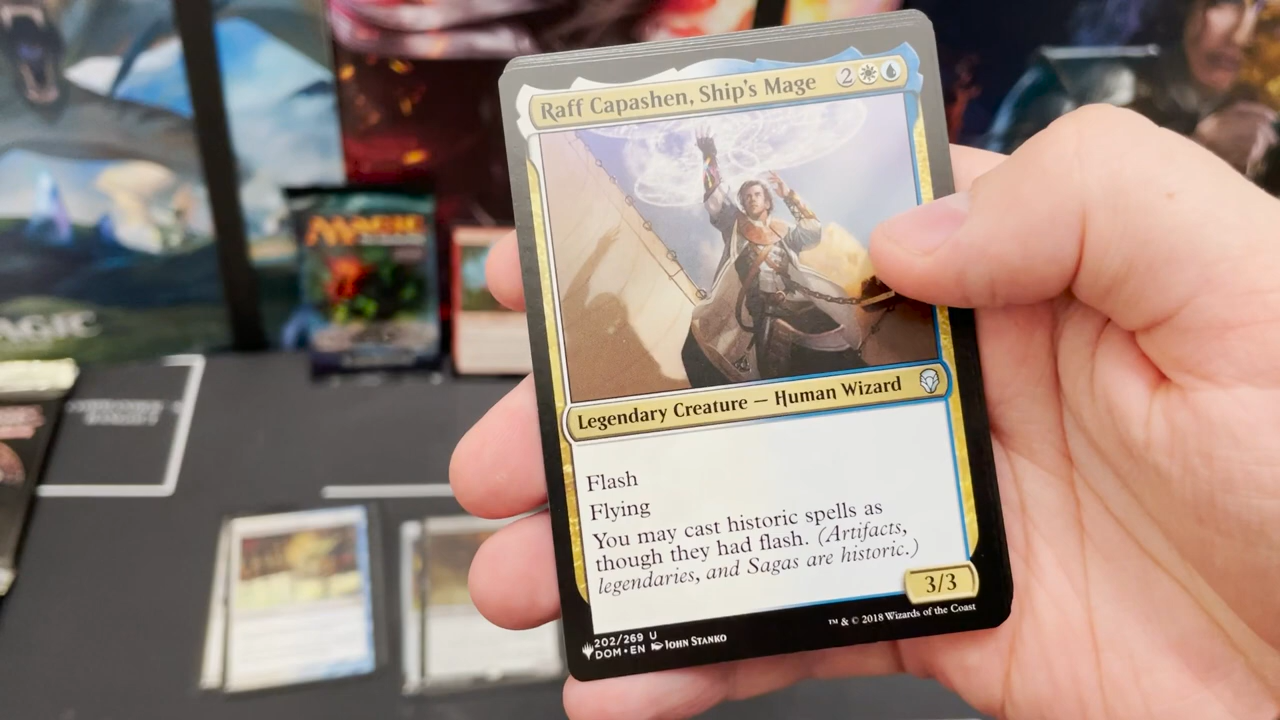 Raff Capashen, Ship's Mage 2
Legendary Creature — Human Wizard
Flash
Flying
You may cast historic spells as
though they had flash. (Artifacts,
legendaries, and Sagas are historic.)
3/3
202/269 U
DOM • EN JOHN STANKO
™ & © 2018 Wizards of the Coast
MAGIC
AGIC